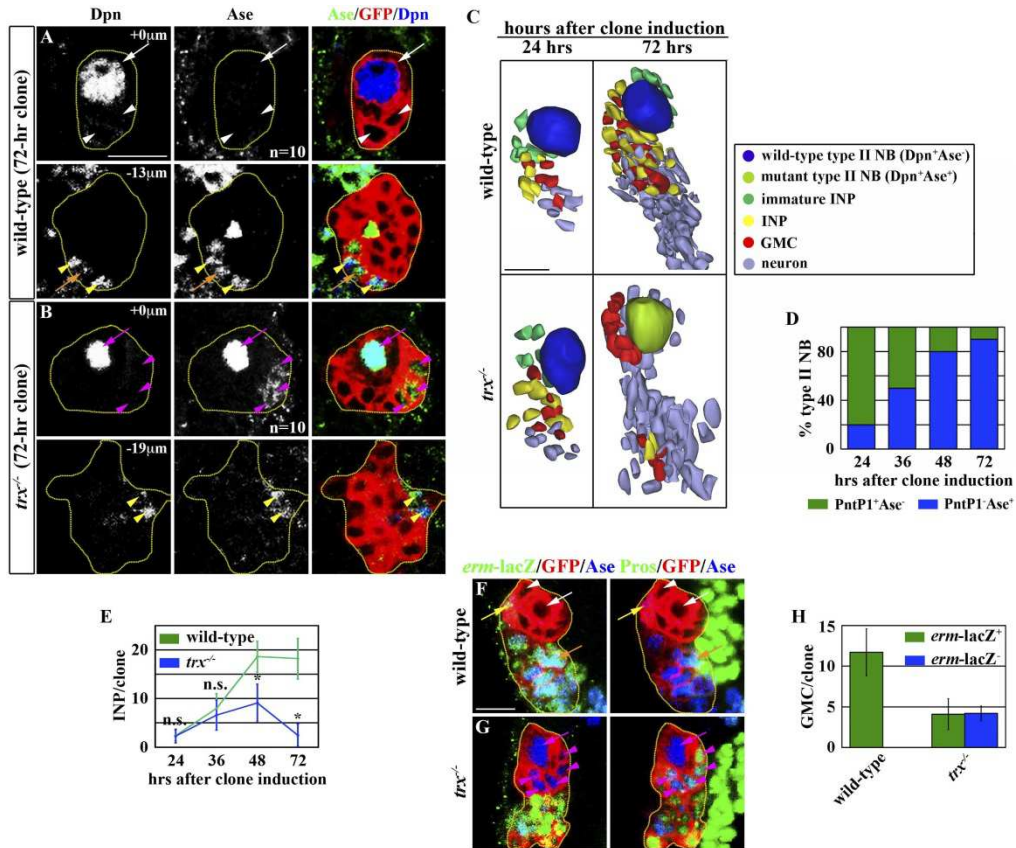 Dpn Ase Ase/GFP/Dpn
wild-type (72-hr clone)
A +0μm
n=10
-13μm
trx-/- (72-hr clone)
B +0μm
n=10
-19μm
C
hours after clone induction
24 hrs 72 hrs
wild-type
trx-/-
wild-type type II NB (Dpn+Ase-)
mutant type II NB (Dpn+Ase+)
immature INP
INP
GMC
neuron
D
% type II NB
80
40
0
24 36 48 72
hrs after clone induction
PntP1+Ase- PntP1-Ase+
E
wild-type
trx-/-
INP/clone
20
10
0
n.s. n.s. * *
24 36 48 72
hrs after clone induction
erm-lacZ/GFP/Ase Pros/GFP/Ase
wild-type
F
trx-/-
G
H
GMC/clone
15
10
5
0
erm-lacZ+
erm-lacZ-
wild-type
trx-/-